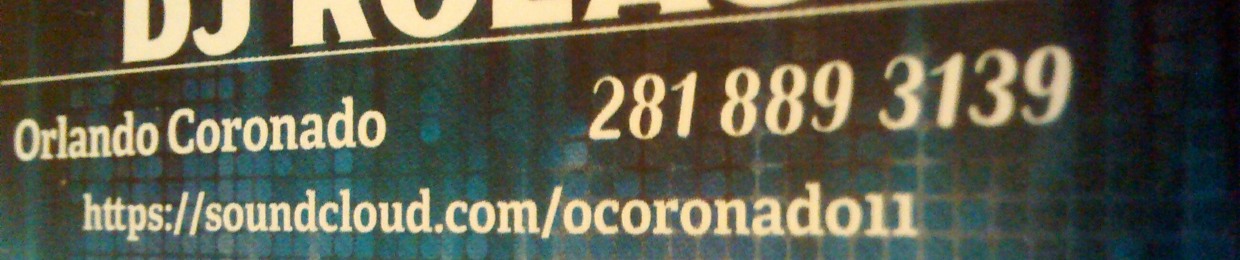 DJ
Orlando Coronado 281 889 3139
https://soundcloud.com/ocoronado11